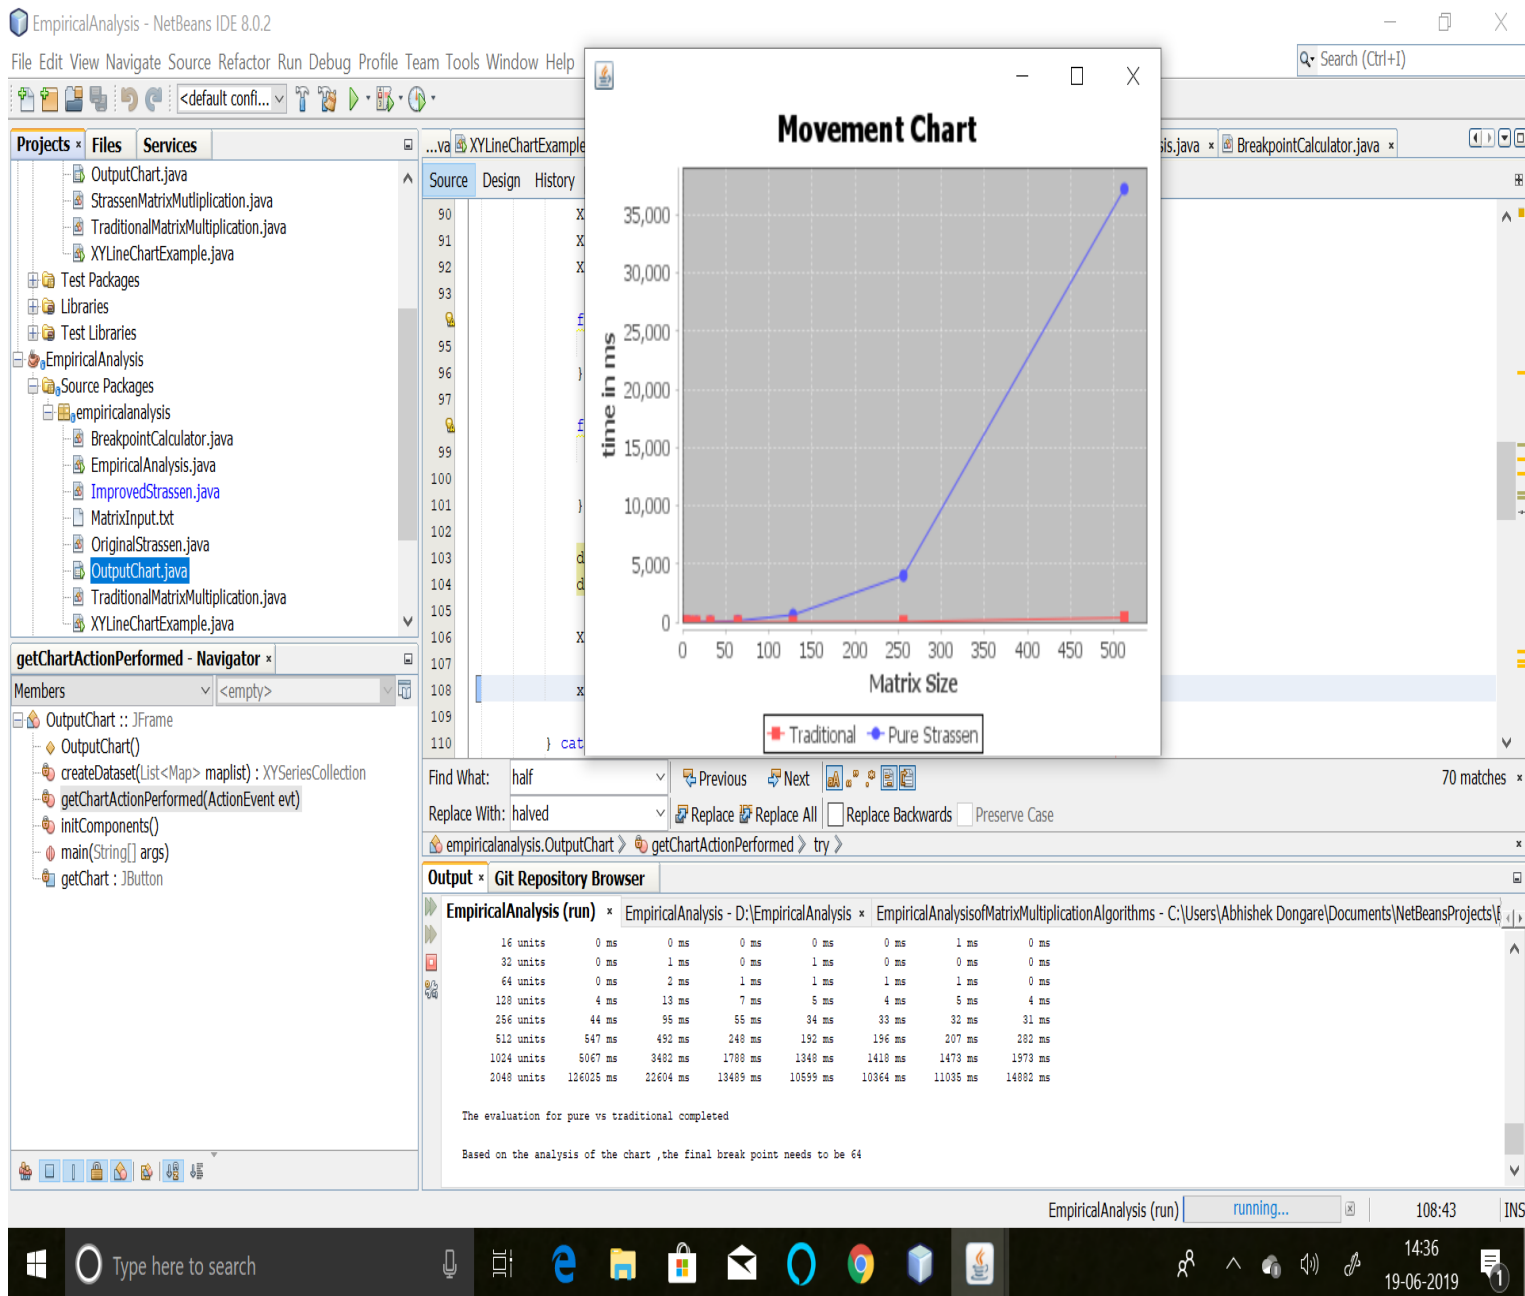 EmpiricalAnalysis - NetBeans IDE 8.0.2
File Edit View Navigate Source Refactor Run Debug Profile Team Tools Window Help
Search (Ctrl+I)
<default confi...
Projects × Files Services
OutputChart.java
StrassenMatrixMutliplication.java
TraditionalMatrixMultiplication.java
XYLineChartExample.java
Test Packages
Libraries
Test Libraries
EmpiricalAnalysis
Source Packages
empiricalanalysis
BreakpointCalculator.java
EmpiricalAnalysis.java
ImprovedStrassen.java
MatrixInput.txt
OriginalStrassen.java
OutputChart.java
TraditionalMatrixMultiplication.java
XYLineChartExample.java
getChartActionPerformed - Navigator ×
Members <empty>
OutputChart :: JFrame
OutputChart()
createDataset(List<Map> maplist) : XYSeriesCollection
getChartActionPerformed(ActionEvent evt)
initComponents()
main(String[] args)
getChart : JButton
...va XYLineChartExample sis.java × BreakpointCalculator.java ×
Source Design History
90 X
91 X
92 X
93
f
95
96 }
97
f
99
100
101 }
102
103 d
104 d
105
106 X
107
108 x
109
110 } cat
Movement Chart
time in ms
35,000
30,000
25,000
20,000
15,000
10,000
5,000
0
0 50 100 150 200 250 300 350 400 450 500
Matrix Size
Traditional Pure Strassen
Find What: half Previous Next 70 matches ×
Replace With: halved Replace Replace All Replace Backwards Preserve Case
empiricalanalysis.OutputChart getChartActionPerformed try
Output × Git Repository Browser
EmpiricalAnalysis (run) × EmpiricalAnalysis - D:\EmpiricalAnalysis × EmpiricalAnalysisofMatrixMultiplicationAlgorithms - C:\Users\Abhishek Dongare\Documents\NetBeansProjects\E
16 units 0 ms 0 ms 0 ms 0 ms 0 ms 1 ms 0 ms
32 units 0 ms 1 ms 0 ms 1 ms 0 ms 0 ms 0 ms
64 units 0 ms 2 ms 1 ms 1 ms 1 ms 1 ms 0 ms
128 units 4 ms 13 ms 7 ms 5 ms 4 ms 5 ms 4 ms
256 units 44 ms 95 ms 55 ms 34 ms 33 ms 32 ms 31 ms
512 units 547 ms 492 ms 248 ms 192 ms 196 ms 207 ms 282 ms
1024 units 5067 ms 3482 ms 1788 ms 1348 ms 1418 ms 1473 ms 1973 ms
2048 units 126025 ms 22604 ms 13489 ms 10599 ms 10364 ms 11035 ms 14882 ms
The evaluation for pure vs traditional completed
Based on the analysis of the chart ,the final break point needs to be 64
EmpiricalAnalysis (run) running... 108:43 INS
Type here to search
14:36
19-06-2019
1